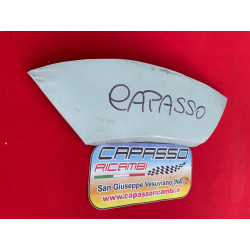 CAPASSO
CAPASSO
RICAMBI
San Giuseppe Vesuviano (NA)
www.capassoricambi.it